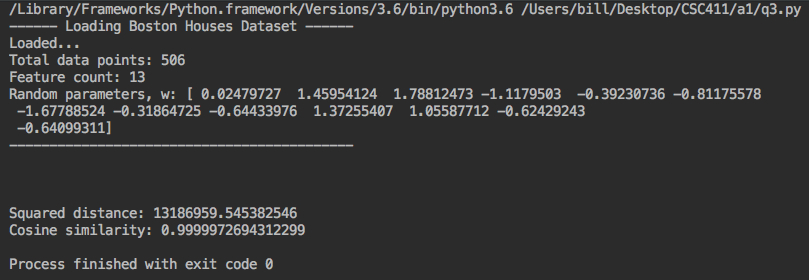 /Library/Frameworks/Python.framework/Versions/3.6/bin/python3.6 /Users/bill/Desktop/CSC411/a1/q3.py
------ Loading Boston Houses Dataset ------
Loaded...
Total data points: 506
Feature count: 13
Random parameters, w: [ 0.02479727  1.45954124  1.78812473 -1.1179503  -0.39230736 -0.81175578
 -1.67788524 -0.31864725 -0.64433976  1.37255407  1.05587712 -0.62429243
 -0.64099311]
-------------------------------------------
Squared distance: 13186959.545382546
Cosine similarity: 0.9999972694312299
Process finished with exit code 0